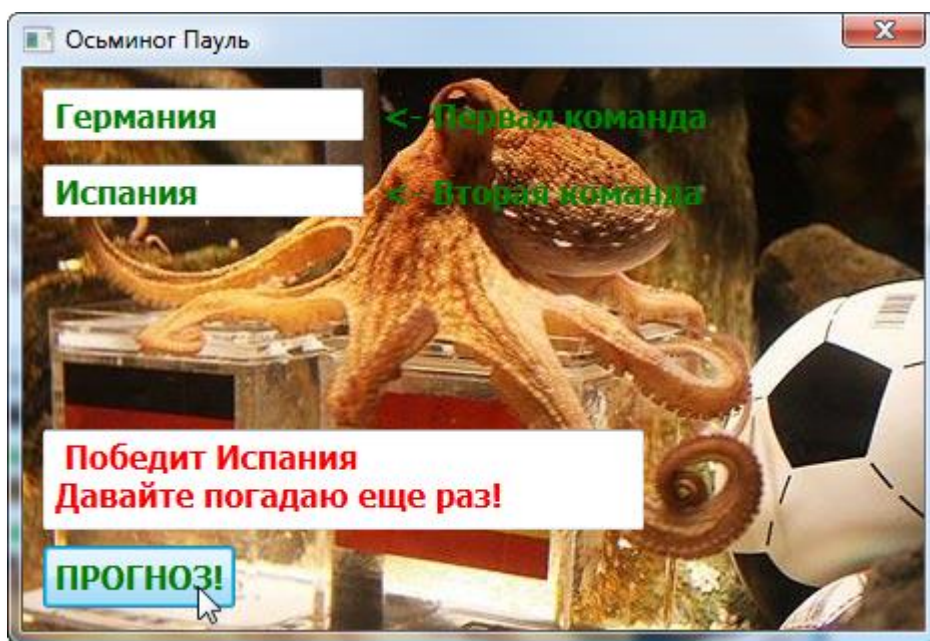 Осьминог Пауль
Германия
<- Первая команда
Испания
<- Вторая команда
Победит Испания
Давайте погадаю еще раз!
ПРОГНОЗ!